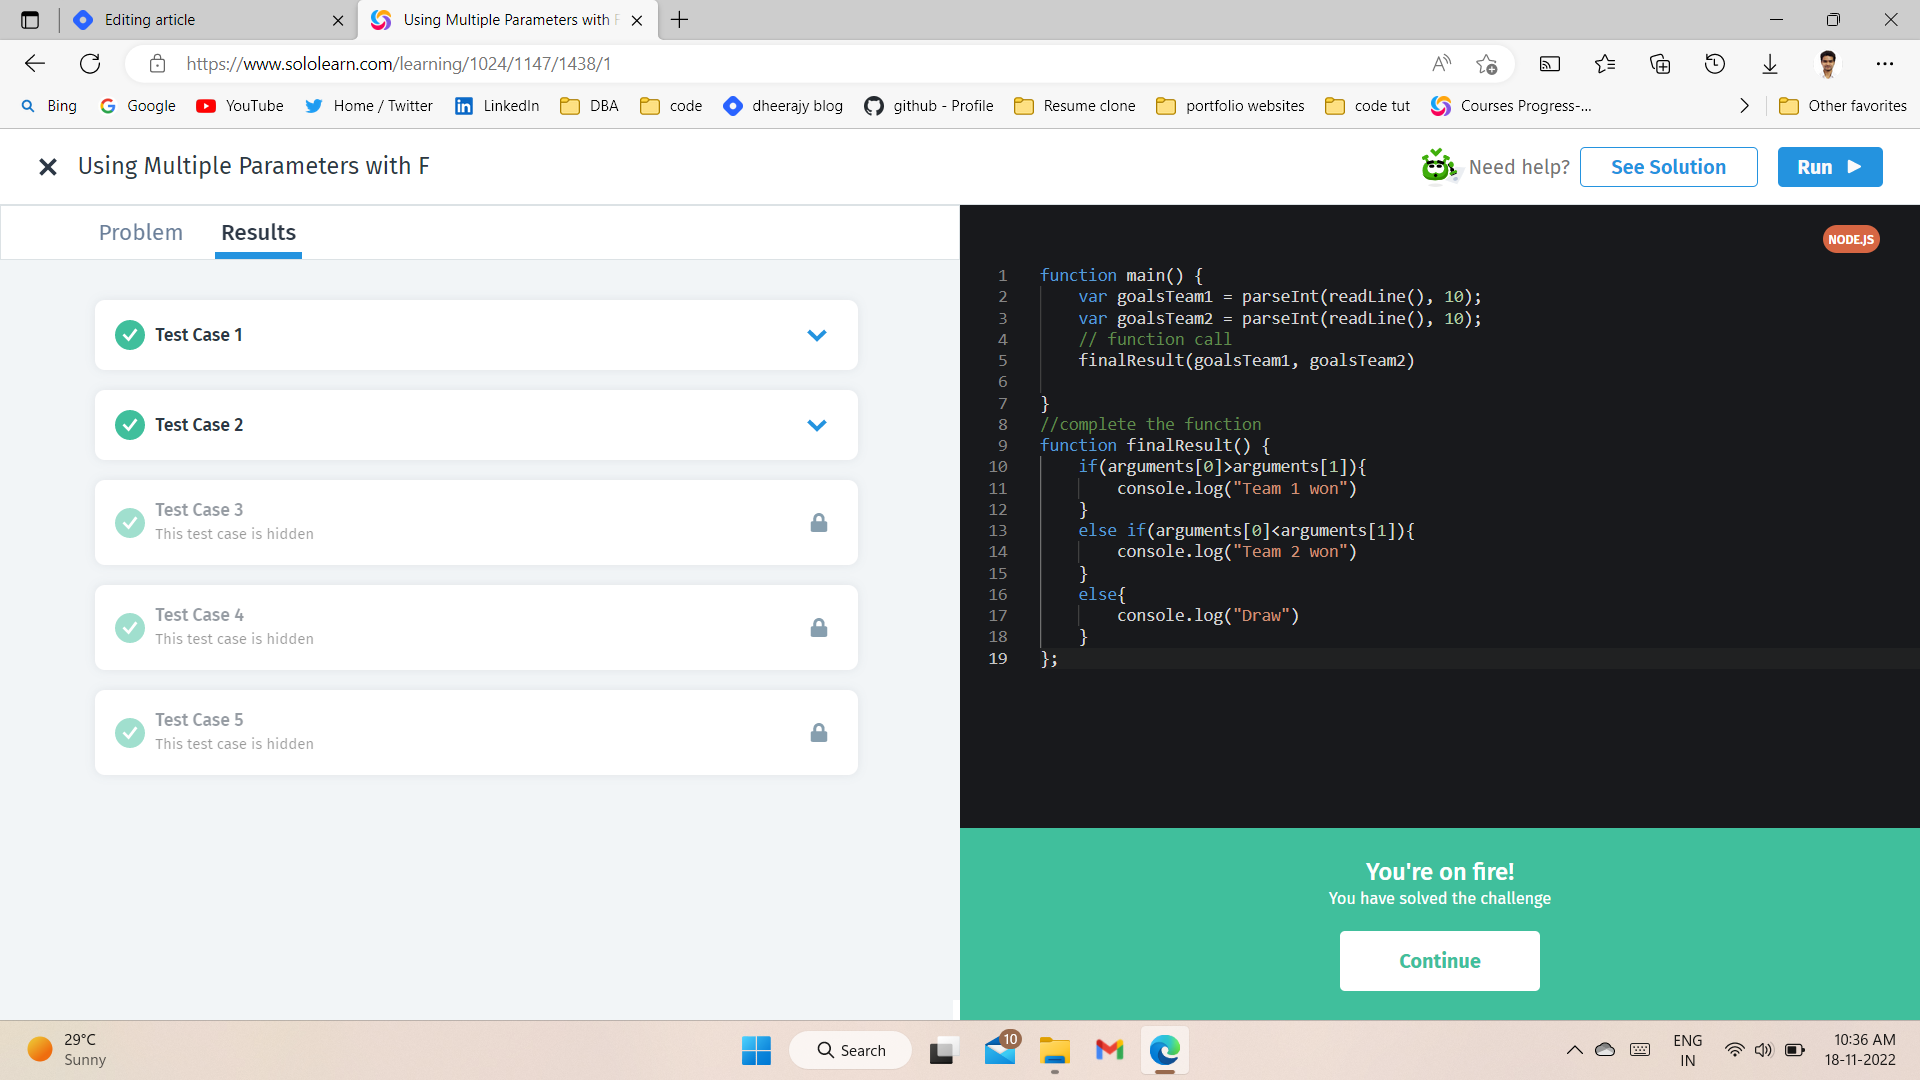 Editing article
Using Multiple Parameters with F
https://www.sololearn.com/learning/1024/1147/1438/1
Bing
Google
YouTube
Home / Twitter
LinkedIn
DBA
code
dheerajy blog
github - Profile
Resume clone
portfolio websites
code tut
Courses Progress-...
Other favorites
Using Multiple Parameters with F
Need help?
See Solution
Run
Problem
Results
Test Case 1
Test Case 2
Test Case 3
This test case is hidden
Test Case 4
This test case is hidden
Test Case 5
This test case is hidden
NODE.JS
1 function main() {
2     var goalsTeam1 = parseInt(readLine(), 10);
3     var goalsTeam2 = parseInt(readLine(), 10);
4     // function call
5     finalResult(goalsTeam1, goalsTeam2)
6
7 }
8 //complete the function
9 function finalResult() {
10     if(arguments[0]>arguments[1]){
11         console.log("Team 1 won")
12     }
13     else if(arguments[0]<arguments[1]){
14         console.log("Team 2 won")
15     }
16     else{
17         console.log("Draw")
18     }
19 };
You're on fire!
You have solved the challenge
Continue
29°C
Sunny
Search
10
ENG
IN
10:36 AM
18-11-2022